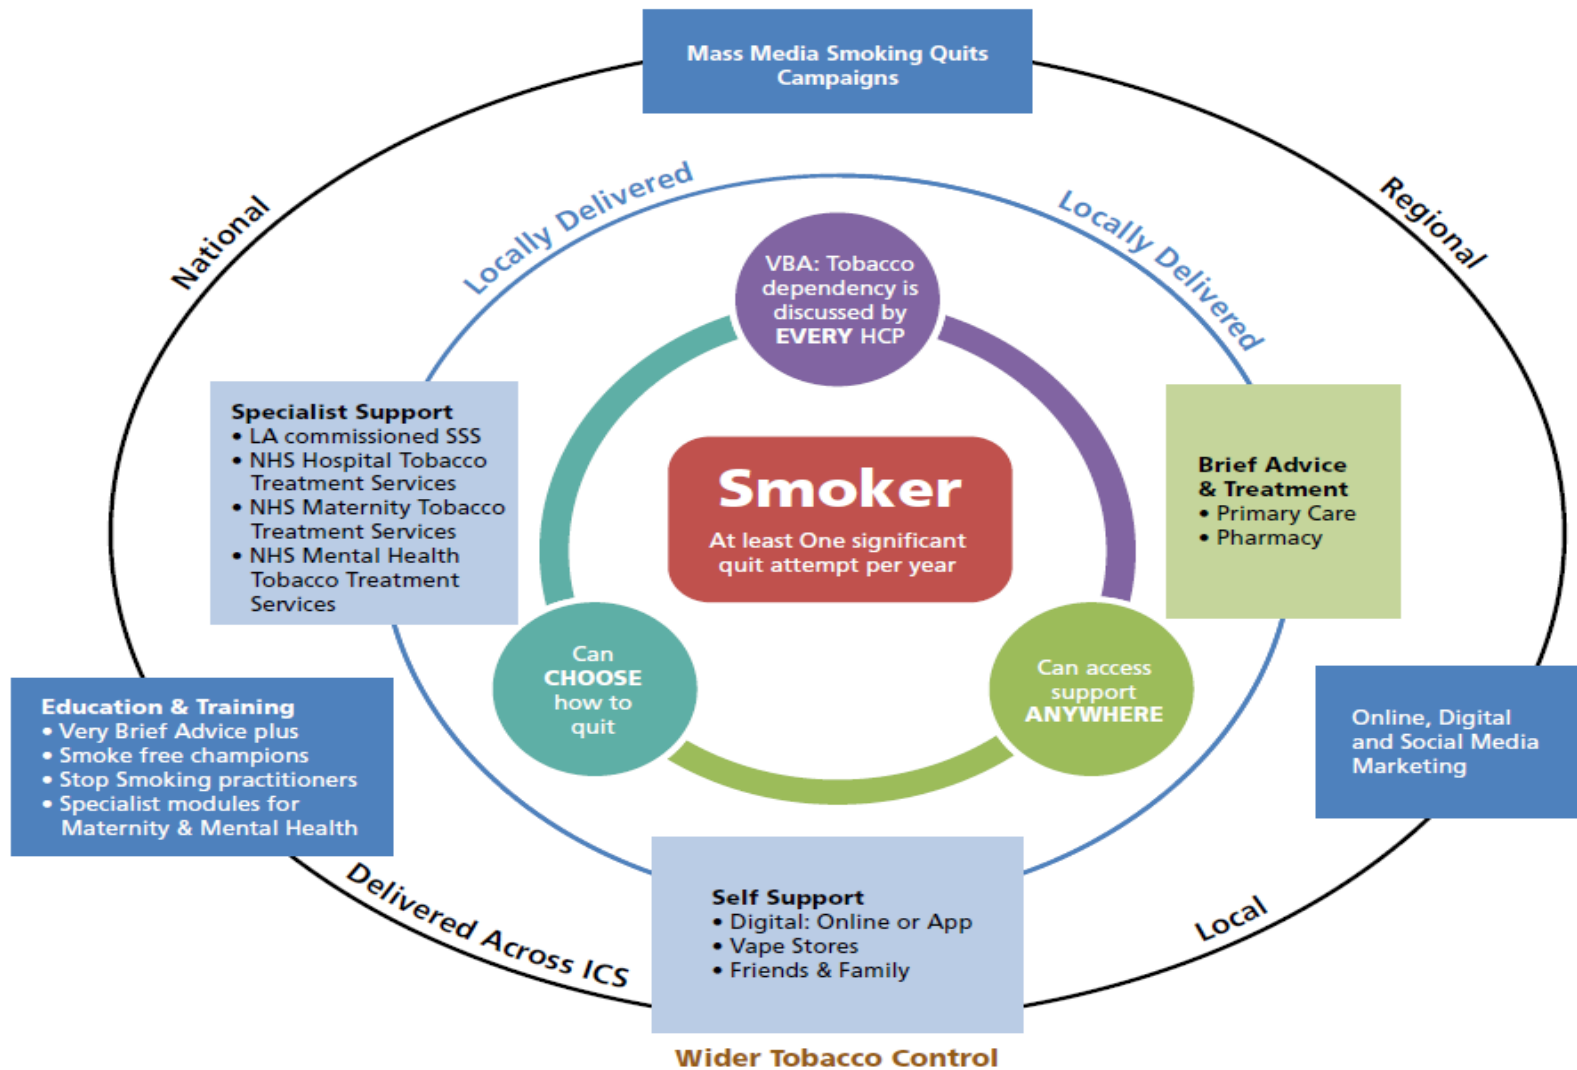 Mass Media Smoking Quits
Campaigns
National
Regional
Locally Delivered
Locally Delivered
VBA: Tobacco
dependency is
discussed by
EVERY HCP
Specialist Support
• LA commissioned SSS
• NHS Hospital Tobacco
Treatment Services
• NHS Maternity Tobacco
Treatment Services
• NHS Mental Health
Tobacco Treatment
Services
Smoker
At least One significant
quit attempt per year
Brief Advice
& Treatment
• Primary Care
• Pharmacy
Can
CHOOSE
how to
quit
Can access
support
ANYWHERE
Education & Training
• Very Brief Advice plus
• Smoke free champions
• Stop Smoking practitioners
• Specialist modules for
Maternity & Mental Health
Online, Digital
and Social Media
Marketing
Delivered Across ICS
Self Support
• Digital: Online or App
• Vape Stores
• Friends & Family
Local
Wider Tobacco Control